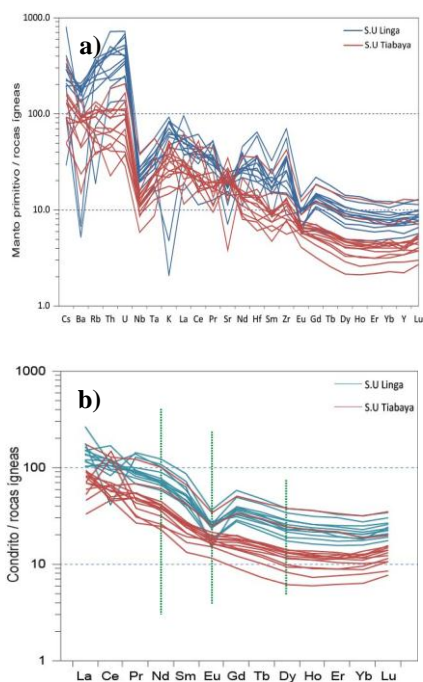 a)
S.U Linga
S.U Tiabaya
Manto primitivo / rocas ígneas
1000.0
100.0
10.0
1.0
Cs Ba Rb Th U Nb Ta K La Ce Pr Sr Nd Hf Sm Zr Eu Gd Tb Dy Ho Er Yb Y Lu
b)
S.U Linga
S.U Tiabaya
Condrito / rocas ígneas
1000
100
10
1
La Ce Pr Nd Sm Eu Gd Tb Dy Ho Er Yb Lu